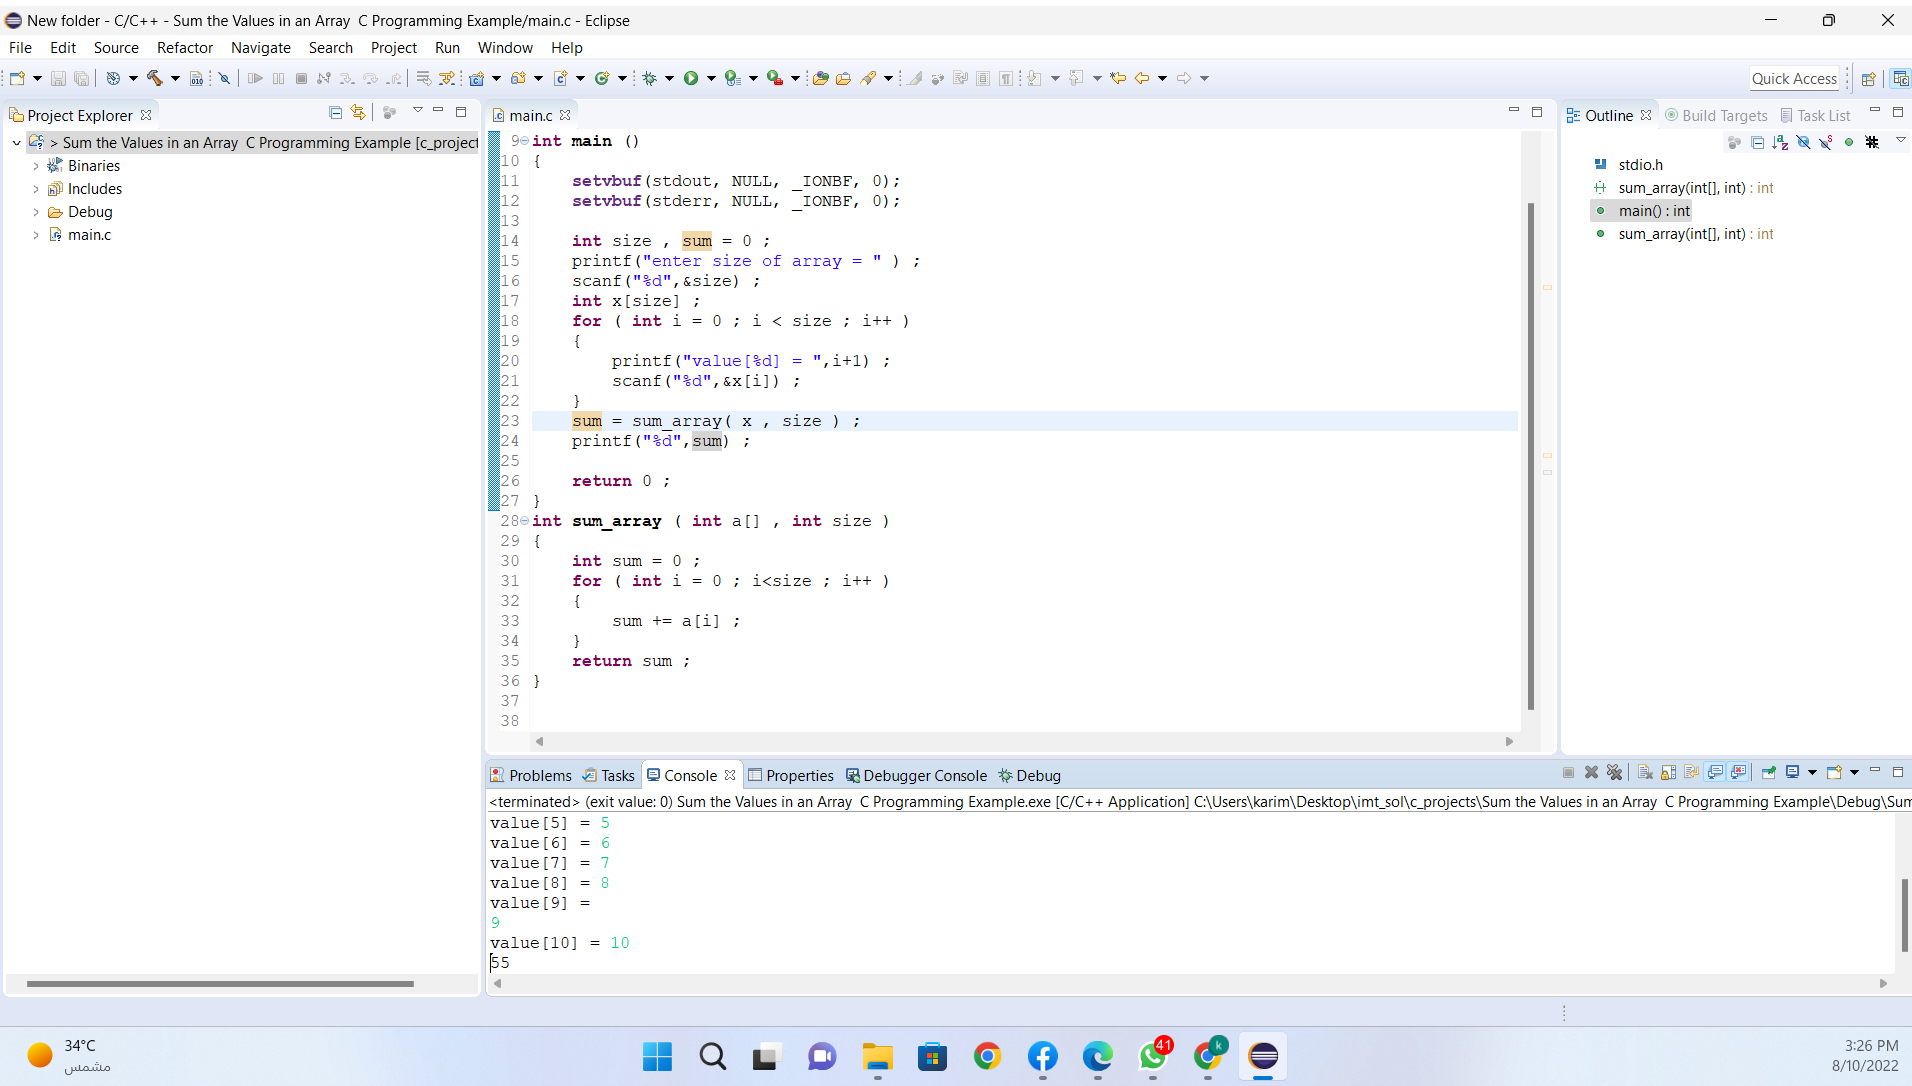 New folder - C/C++ - Sum the Values in an Array  C Programming Example/main.c - Eclipse
File Edit Source Refactor Navigate Search Project Run Window Help
Quick Access
Project Explorer
> Sum the Values in an Array  C Programming Example [c_project
Binaries
Includes
Debug
main.c
main.c
9 int main ()
10 {
11     setvbuf(stdout, NULL, _IONBF, 0);
12     setvbuf(stderr, NULL, _IONBF, 0);
13
14     int size , sum = 0 ;
15     printf("enter size of array = " ) ;
16     scanf("%d",&size) ;
17     int x[size] ;
18     for ( int i = 0 ; i < size ; i++ )
19     {
20         printf("value[%d] = ",i+1) ;
21         scanf("%d",&x[i]) ;
22     }
23     sum = sum_array( x , size ) ;
24     printf("%d",sum) ;
25
26     return 0 ;
27 }
28 int sum_array ( int a[] , int size )
29 {
30     int sum = 0 ;
31     for ( int i = 0 ; i<size ; i++ )
32     {
33         sum += a[i] ;
34     }
35     return sum ;
36 }
37
38
Outline Build Targets Task List
stdio.h
sum_array(int[], int) : int
main() : int
sum_array(int[], int) : int
Problems Tasks Console Properties Debugger Console Debug
<terminated> (exit value: 0) Sum the Values in an Array  C Programming Example.exe [C/C++ Application] C:\Users\karim\Desktop\imt_sol\c_projects\Sum the Values in an Array  C Programming Example\Debug\Sum
value[5] = 5
value[6] = 6
value[7] = 7
value[8] = 8
value[9] =
9
value[10] = 10
55
34°C
مشمس
41
k
3:26 PM
8/10/2022